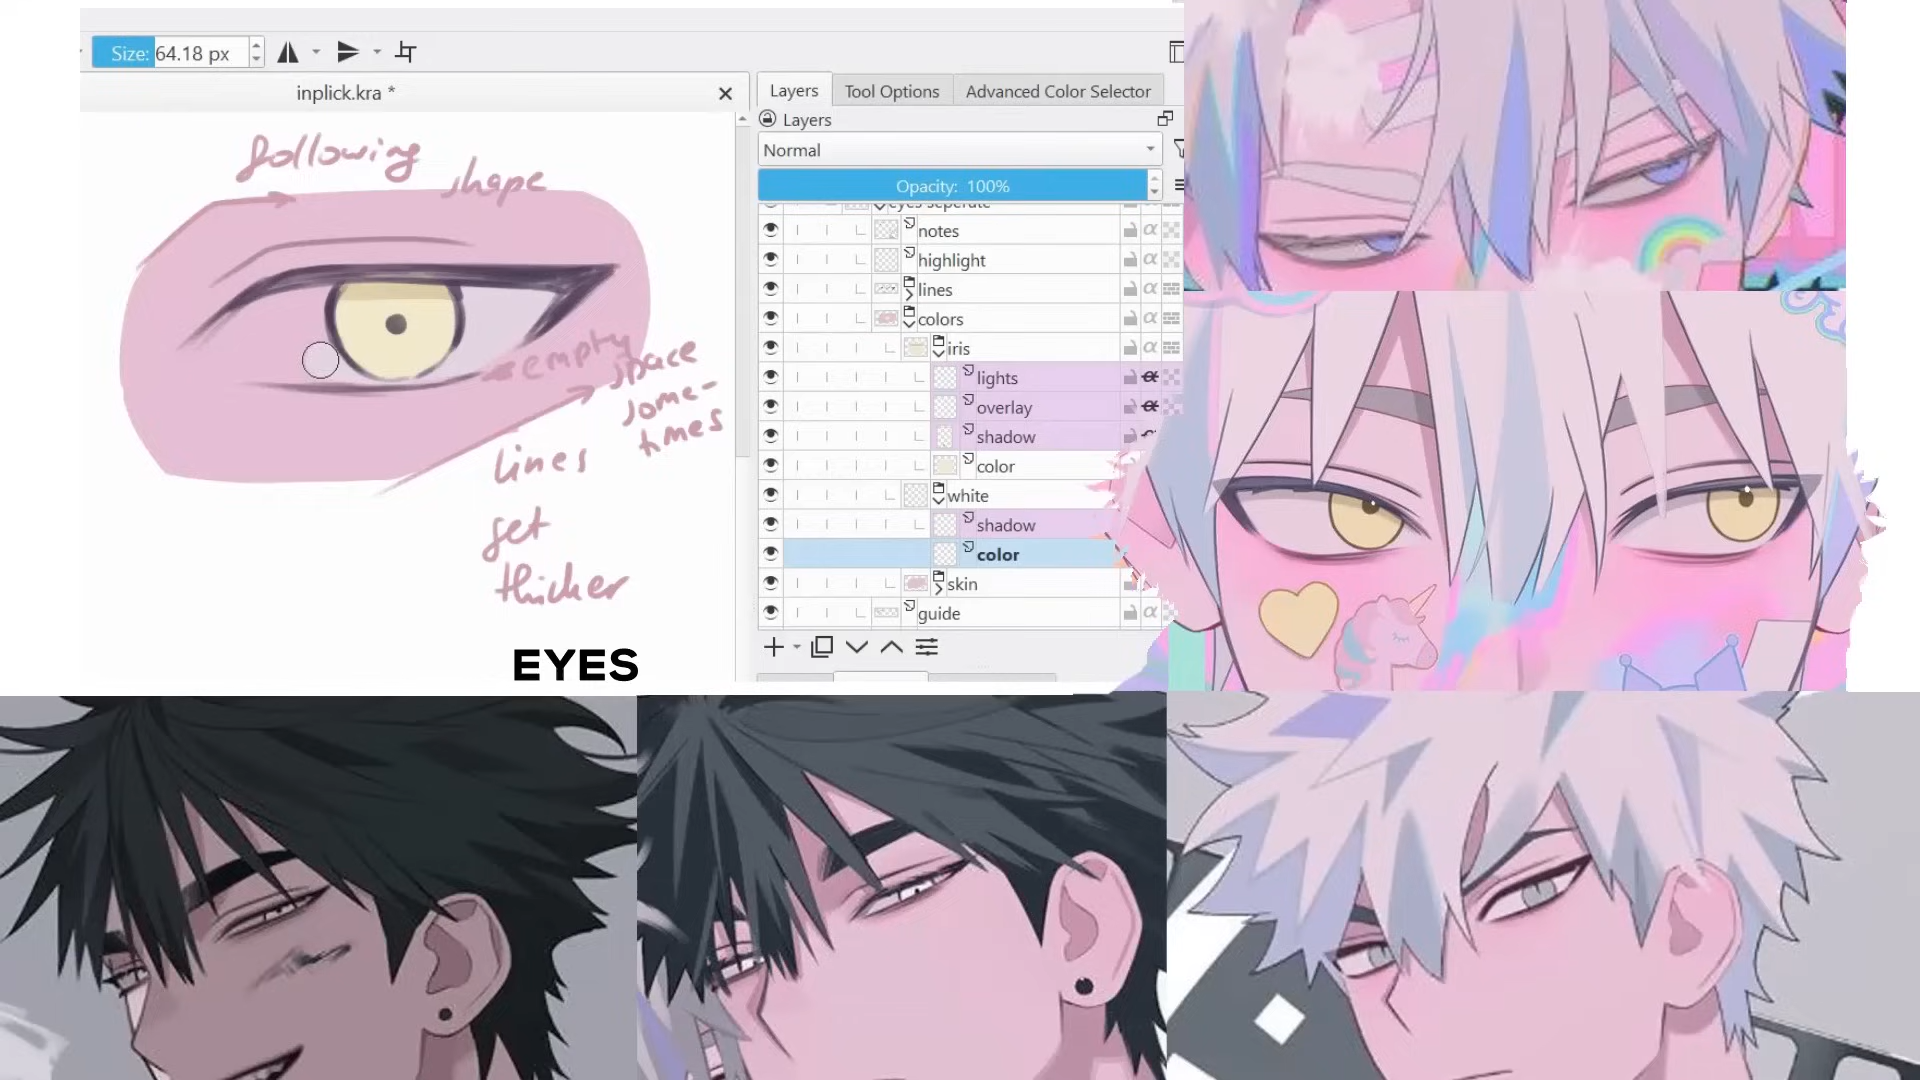 Size: 64.18 px
inplick.kra *
Layers
Tool Options
Advanced Color Selector
Layers
Normal
Opacity: 100%
eyes seperate
notes
highlight
lines
colors
iris
lights
overlay
shadow
color
white
shadow
color
skin
guide
following
shape
empty
space
some-
times
lines
get
thicker
EYES